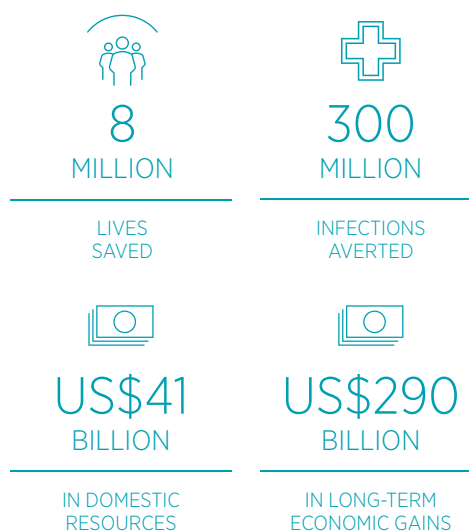 8
MILLION
LIVES
SAVED
300
MILLION
INFECTIONS
AVERTED
US$41
BILLION
IN DOMESTIC
RESOURCES
US$290
BILLION
IN LONG-TERM
ECONOMIC GAINS